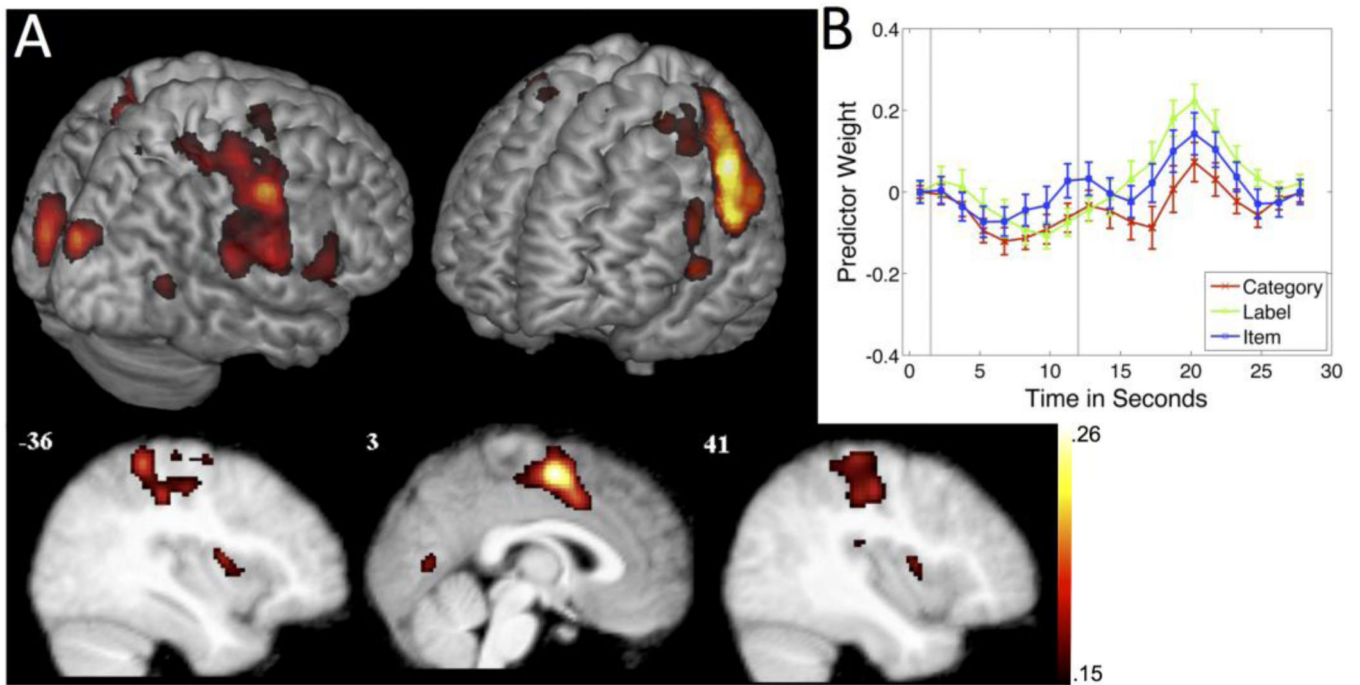 A
B
0.4
0.2
0
-0.2
-0.4
Predictor Weight
Category
Label
Item
0 5 10 15 20 25 30
Time in Seconds
-36
3
41
.26
.15